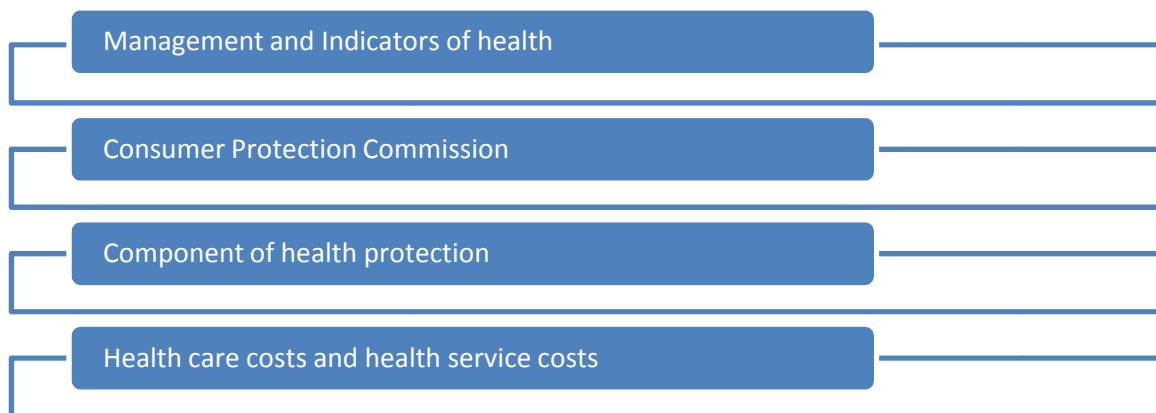 Management and Indicators of health
Consumer Protection Commission
Component of health protection
Health care costs and health service costs